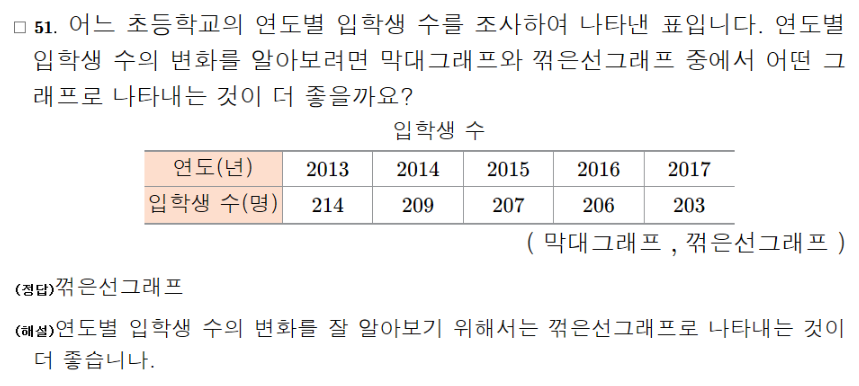 □ 51. 어느 초등학교의 연도별 입학생 수를 조사하여 나타낸 표입니다. 연도별
입학생 수의 변화를 알아보려면 막대그래프와 꺾은선그래프 중에서 어떤 그
래프로 나타내는 것이 더 좋을까요?
입학생 수
연도(년) 2013 2014 2015 2016 2017
입학생 수(명) 214 209 207 206 203
( 막대그래프 , 꺾은선그래프 )
(정답)꺾은선그래프
(해설)연도별 입학생 수의 변화를 잘 알아보기 위해서는 꺾은선그래프로 나타내는 것이
더 좋습니나.